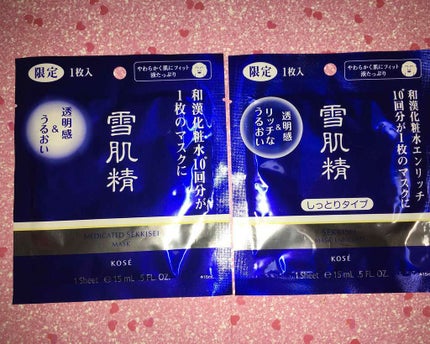 限定
1枚入
やわらかく肌にフィット
液たっぷり
透明感
&
うるおい
雪肌精
和漢化粧水10*回分が
1枚のマスクに
MEDICATED SEKKISEI
MASK
KOSÉ
1 Sheet ℮ 15 mL .5 FL. OZ.
限定
1枚入
やわらかく肌にフィット
液たっぷり
透明感
&
リッチな
うるおい
雪肌精
和漢化粧水エンリッチ
10*回分が1枚のマスクに
しっとりタイプ
SEKKISEI
KOSÉ
1 Sheet ℮ 15 mL .5 FL. OZ.